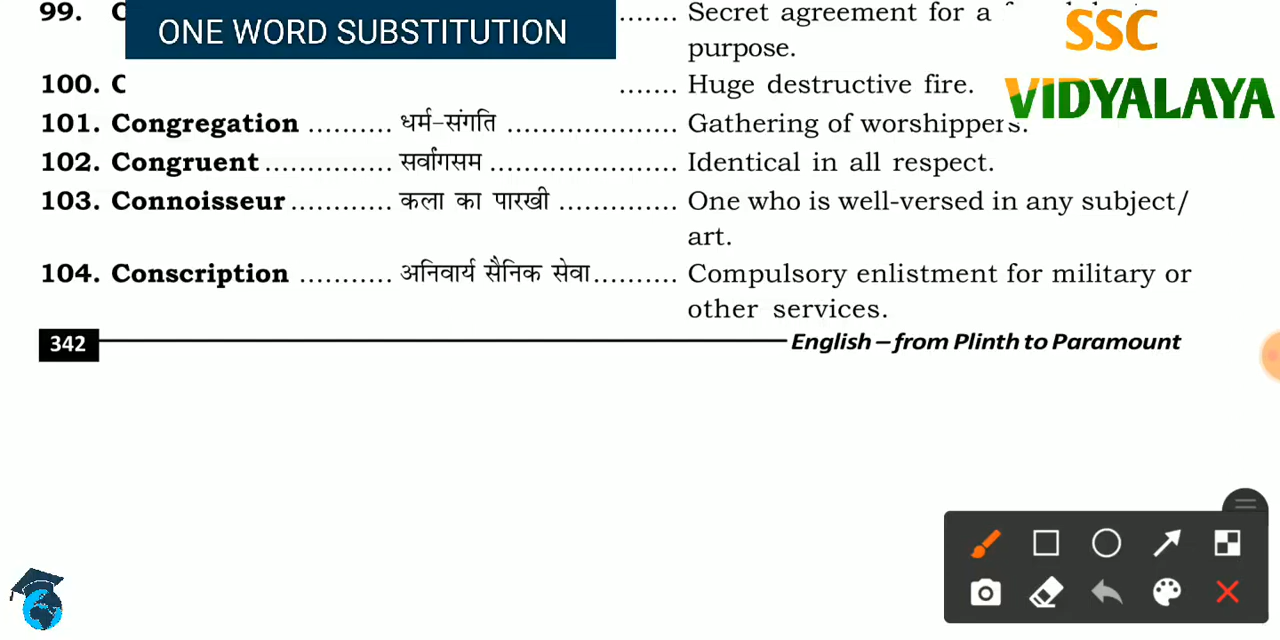 99. C ....... Secret agreement for a
ONE WORD SUBSTITUTION
SSC
purpose.
100. C ....... Huge destructive fire.
VIDYALAYA
101. Congregation .......... धर्म-संगति ..................... Gathering of worshippers.
102. Congruent .............. सर्वांगसम ....................... Identical in all respect.
103. Connoisseur ............ कला का पारखी .............. One who is well-versed in any subject/
art.
104. Conscription ........... अनिवार्य सैनिक सेवा.......... Compulsory enlistment for military or
other services.
342 English – from Plinth to Paramount